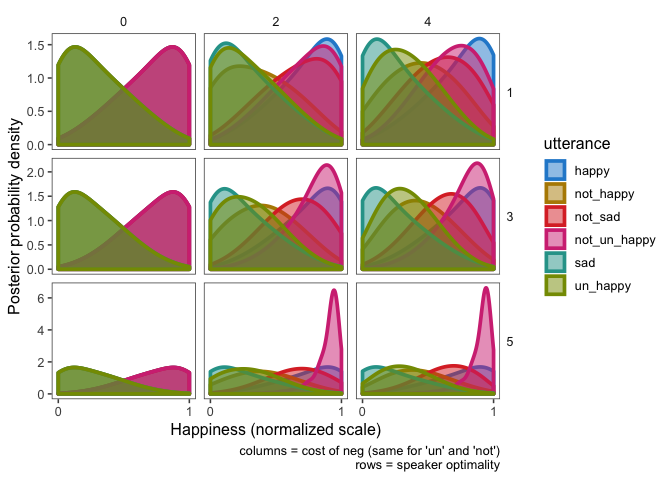 0 2 4
1.5
1.0
0.5
0.0
1
2.0
1.5
1.0
0.5
0.0
3
6
4
2
0
5
0 1 0 1 0 1
Posterior probability density
Happiness (normalized scale)
columns = cost of neg (same for 'un' and 'not')
rows = speaker optimality
utterance
happy
not_happy
not_sad
not_un_happy
sad
un_happy